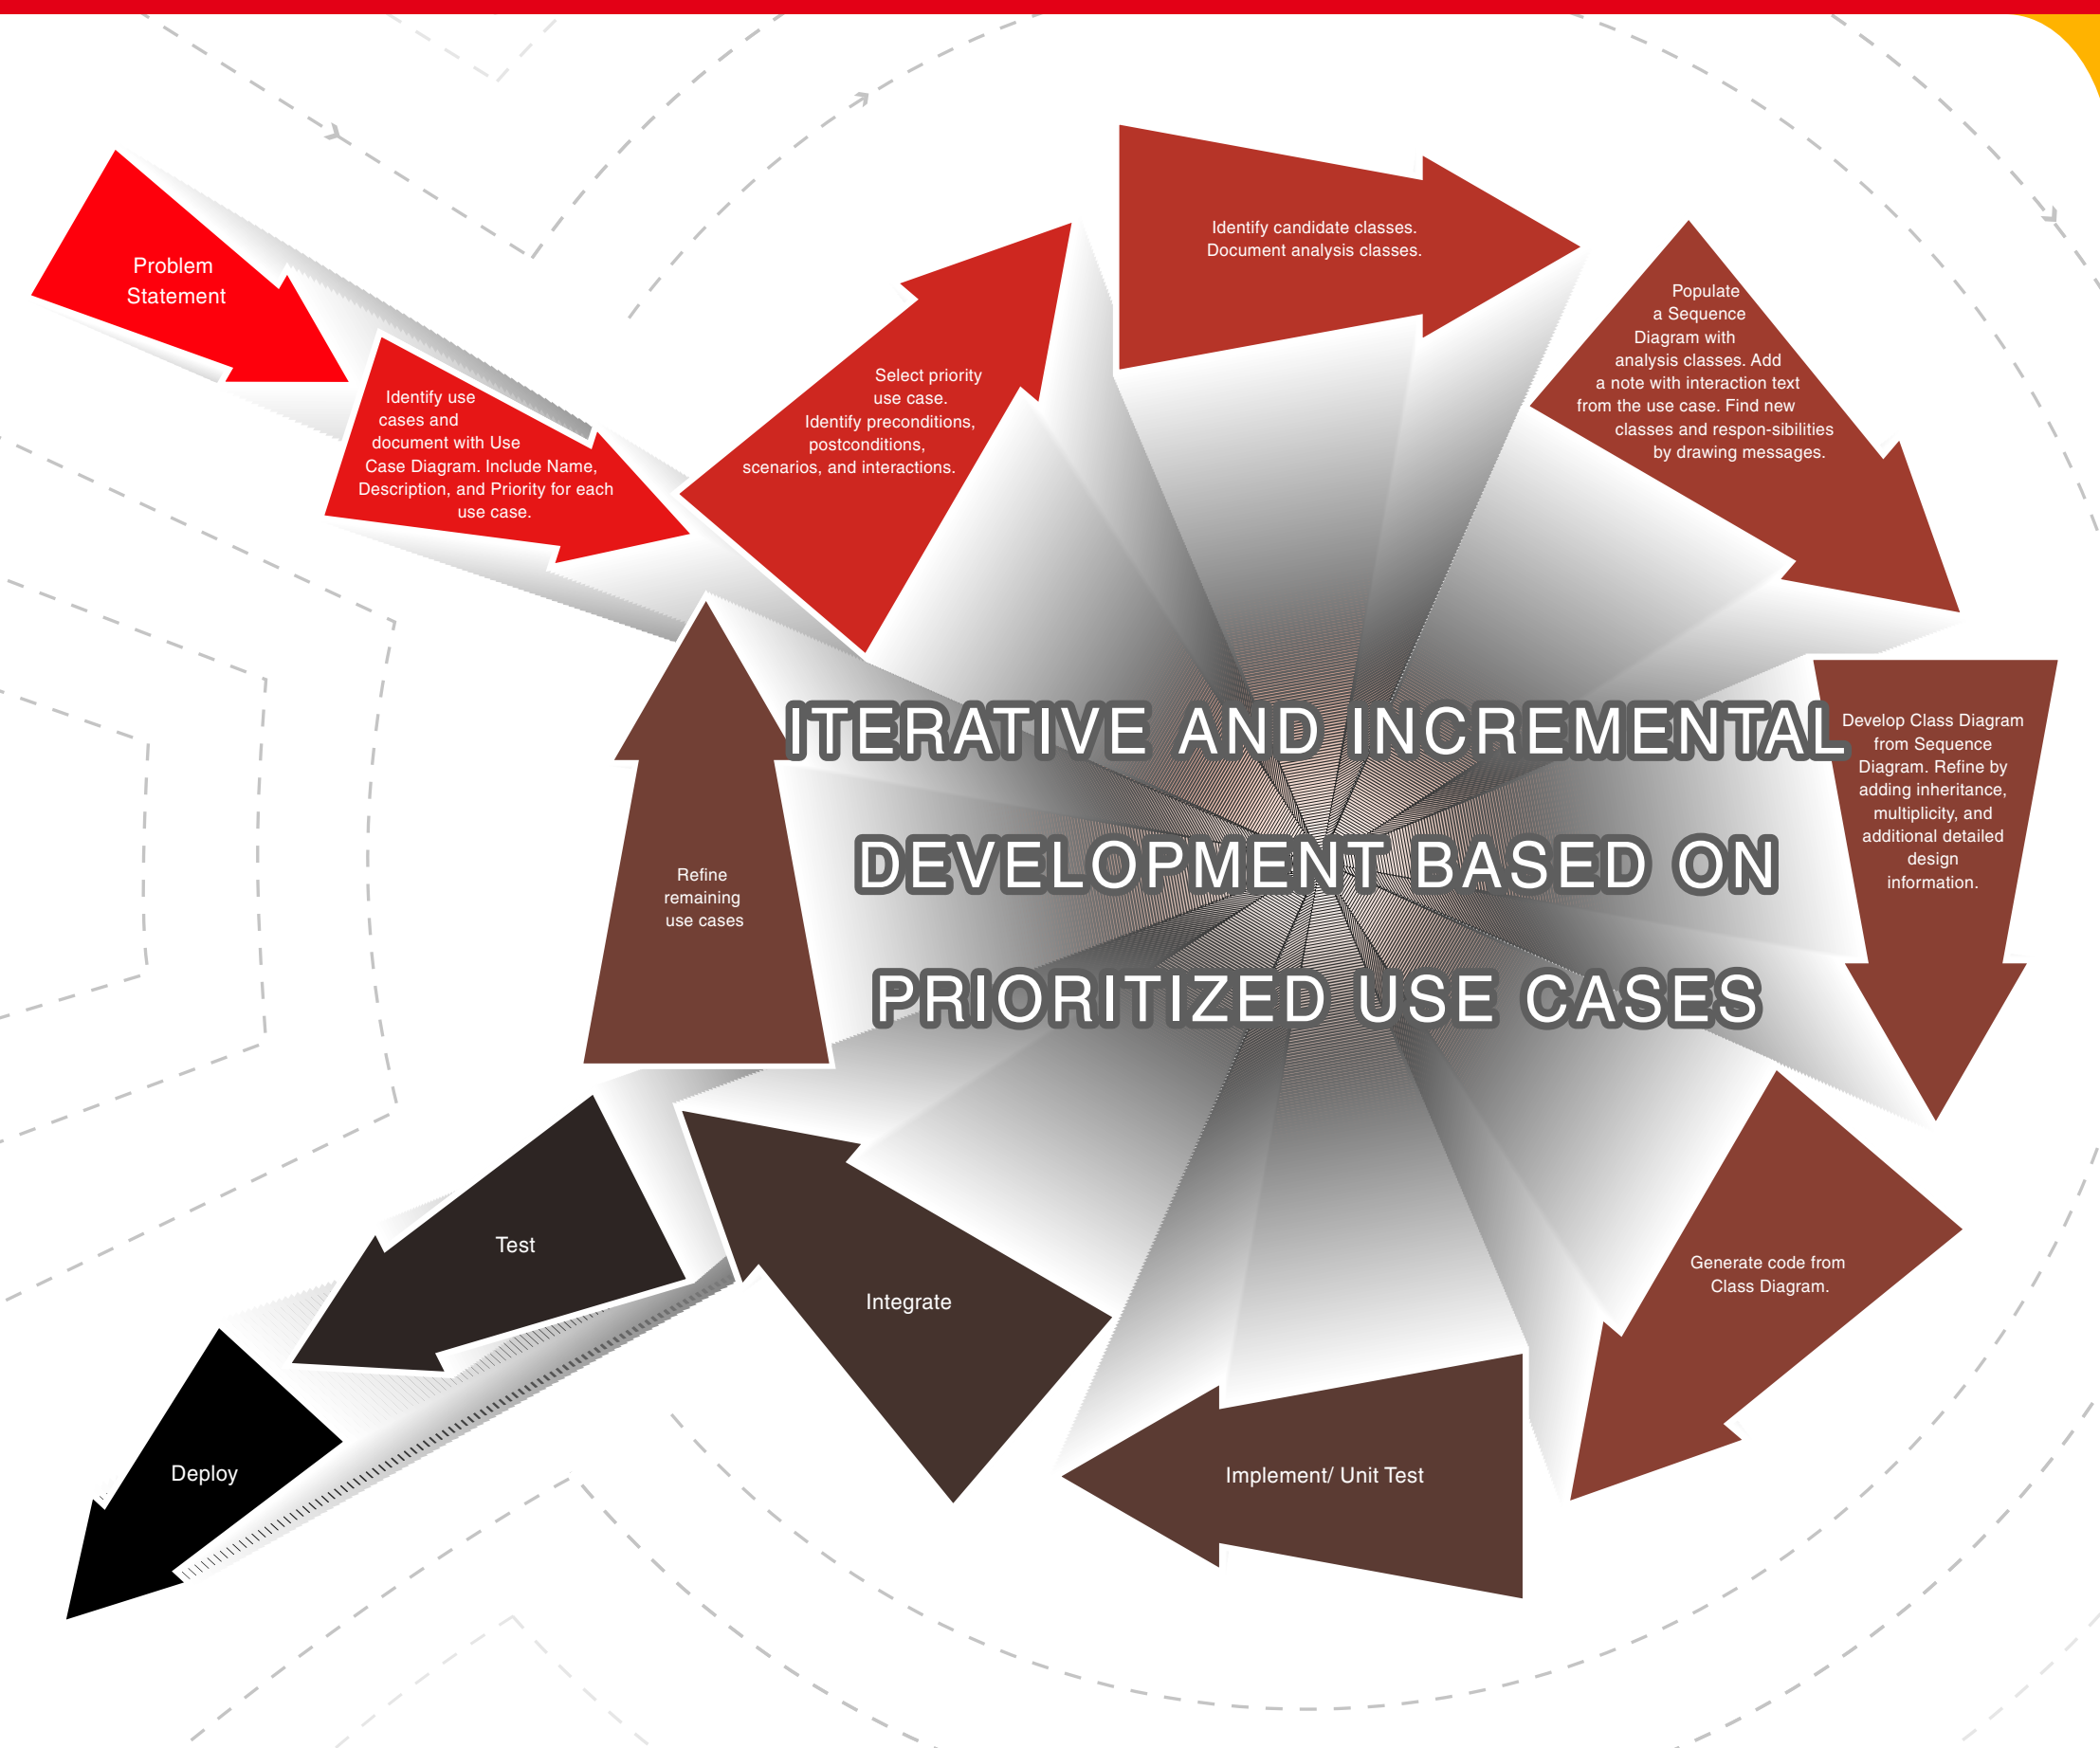 Problem
Statement
Identify use
cases and
document with Use
Case Diagram. Include Name,
Description, and Priority for each
use case.
Select priority
use case.
Identify preconditions,
postconditions,
scenarios, and interactions.
Identify candidate classes.
Document analysis classes.
Populate
a Sequence
Diagram with
analysis classes. Add
a note with interaction text
from the use case. Find new
classes and respon-sibilities
by drawing messages.
Develop Class Diagram
from Sequence
Diagram. Refine by
adding inheritance,
multiplicity, and
additional detailed
design
information.
Generate code from
Class Diagram.
Implement/ Unit Test
Integrate
Refine
remaining
use cases
Test
Deploy
ITERATIVE AND INCREMENTAL
DEVELOPMENT BASED ON
PRIORITIZED USE CASES